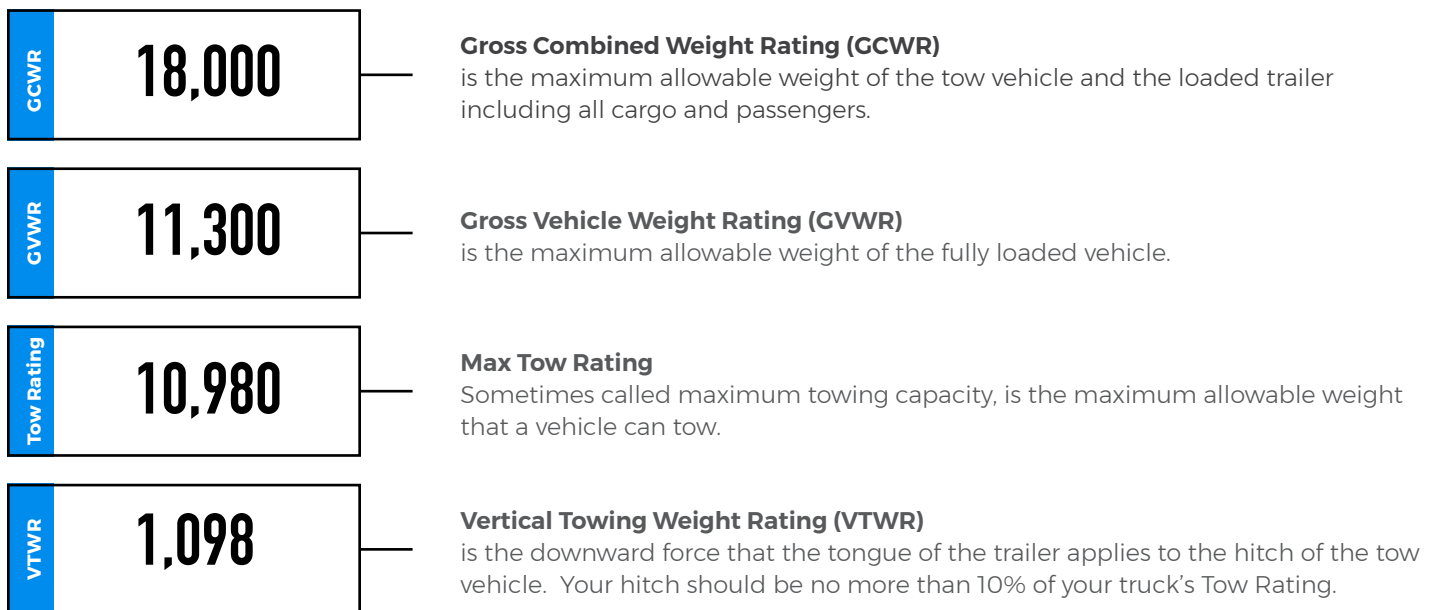 GCWR
18,000
Gross Combined Weight Rating (GCWR)
is the maximum allowable weight of the tow vehicle and the loaded trailer
including all cargo and passengers.
GVWR
11,300
Gross Vehicle Weight Rating (GVWR)
is the maximum allowable weight of the fully loaded vehicle.
Tow Rating
10,980
Max Tow Rating
Sometimes called maximum towing capacity, is the maximum allowable weight
that a vehicle can tow.
VTWR
1,098
Vertical Towing Weight Rating (VTWR)
is the downward force that the tongue of the trailer applies to the hitch of the tow
vehicle.  Your hitch should be no more than 10% of your truck's Tow Rating.